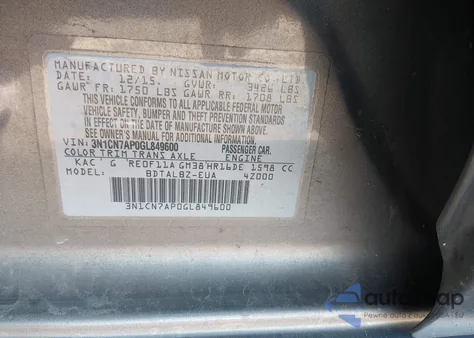 MANUFACTURED BY NISSAN MOTOR CO.,LTD.
DATE: 12/15. GVWR: 3426 LBS
GAWR FR: 1750 LBS GAWR RR: 1708 LBS
THIS VEHICLE CONFORMS TO ALL APPLICABLE FEDERAL MOTOR
VEHICLE SAFETY, BUMPER AND THEFT PREVENTION STANDARDS
IN EFFECT ON THE DATE OF MANUFACTURE SHOWN ABOVE.
SEE OWNER'S MANUAL FOR ADDITIONAL INFORMATION
VIN: 3N1CN7AP0GL849600 PASSENGER CAR.
COLOR TRIM TRANS AXLE ENGINE
KAC G RE0F11A GM38 HR16DE 1598 CC
MODEL: BDTALBZ-EUA 42000
3N1CN7AP0GL849600
Pewne auto